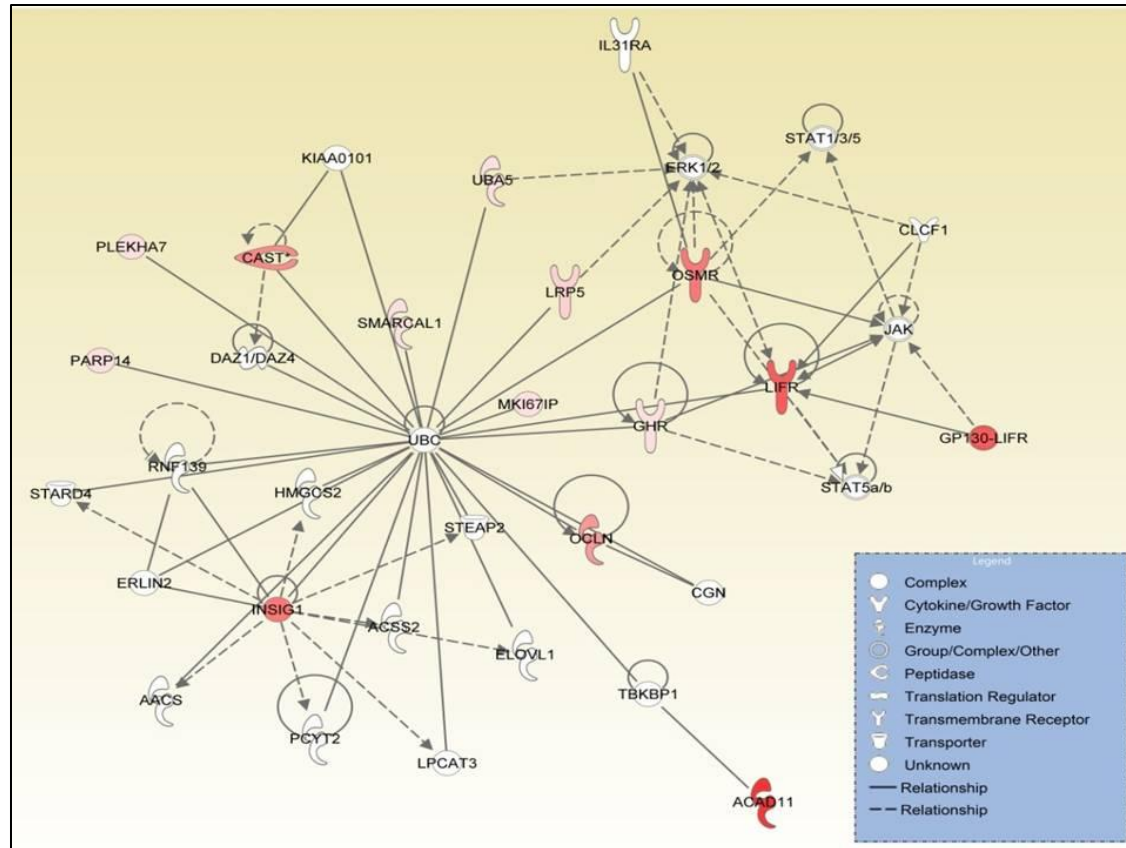 IL31RA
STAT1/3/5
KIAA0101
ERK1/2
UBA5
CLCF1
PLEKHA7
CAST*
OSMR
LRP5
SMARCAL1
JAK
DAZ1/DAZ4
PARP14
LIFR
MKI67IP
GHR
UBC
GP130-LIFR
RNF139
STARD4
HMGCS2
STAT5a/b
STEAP2
OCLN
ERLIN2
CGN
INSIG1
ACSS2
ELOVL1
AACS
TBKBP1
PCYT2
LPCAT3
ACAD11
Legend
Complex
Cytokine/Growth Factor
Enzyme
Group/Complex/Other
Peptidase
Translation Regulator
Transmembrane Receptor
Transporter
Unknown
Relationship
Relationship